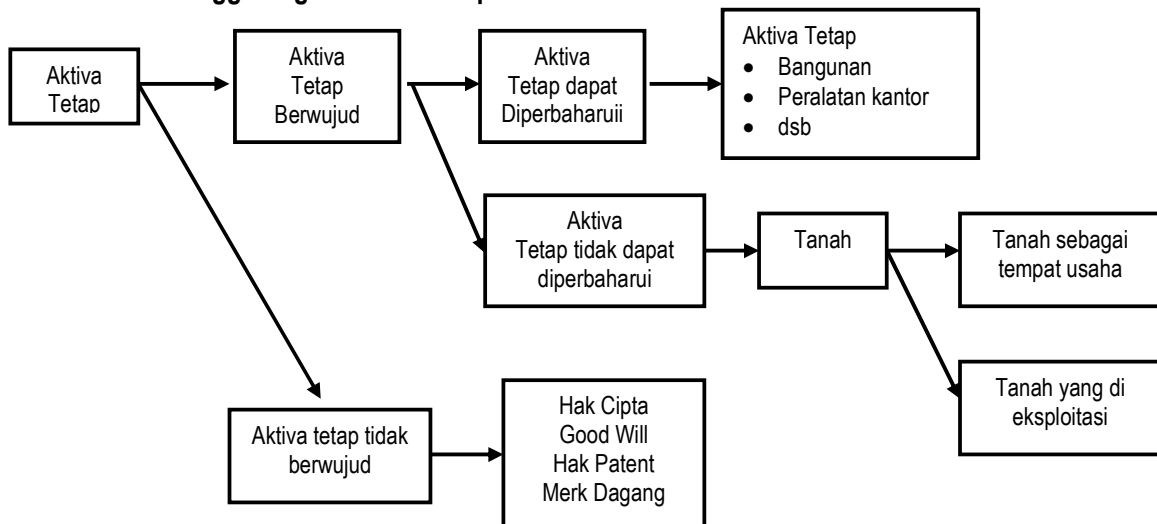 Aktiva
Tetap
Aktiva
Tetap
Berwujud
Aktiva
Tetap dapat
Diperbaharuii
Aktiva Tetap
• Bangunan
• Peralatan kantor
• dsb
Aktiva
Tetap tidak dapat
diperbaharui
Tanah
Tanah sebagai
tempat usaha
Tanah yang di
eksploitasi
Aktiva tetap tidak
berwujud
Hak Cipta
Good Will
Hak Patent
Merk Dagang